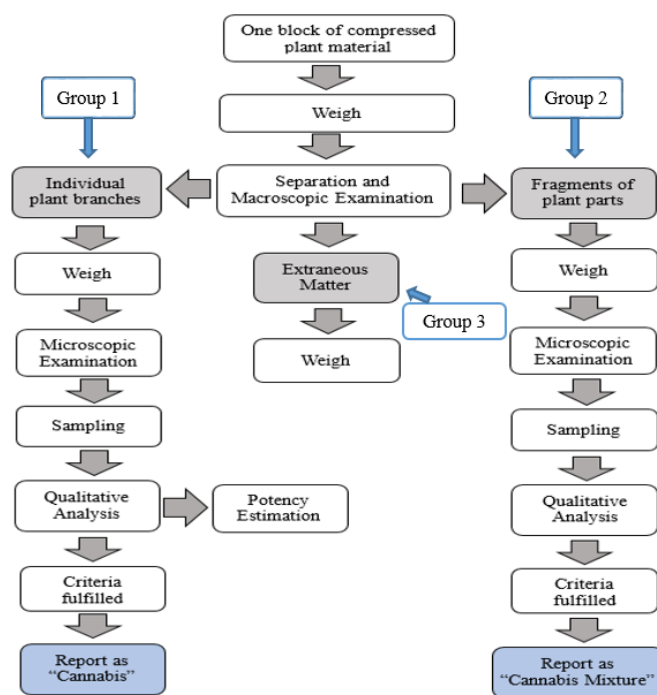 One block of compressed
plant material
Group 1
Weigh
Group 2
Individual
plant branches
Separation and
Macroscopic Examination
Fragments of
plant parts
Weigh
Extraneous
Matter
Weigh
Group 3
Microscopic
Examination
Weigh
Microscopic
Examination
Sampling
Sampling
Qualitative
Analysis
Potency
Estimation
Qualitative
Analysis
Criteria
fulfilled
Criteria
fulfilled
Report as
“Cannabis”
Report as
“Cannabis Mixture”